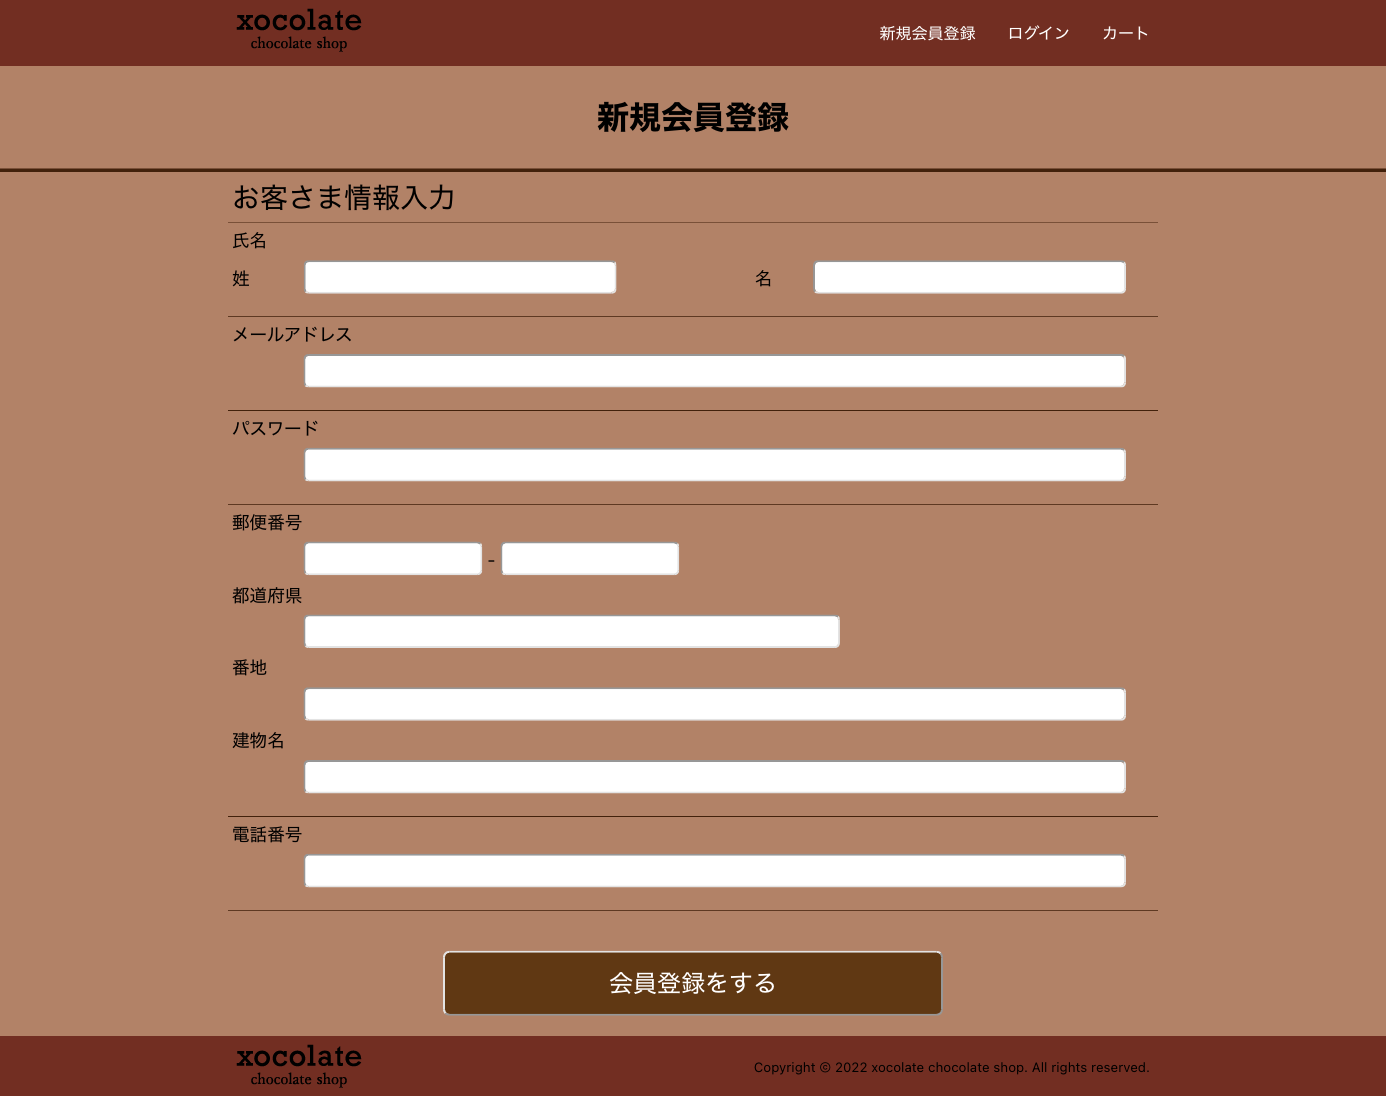 xocolate
chocolate shop
新規会員登録 ログイン カート
新規会員登録
お客さま情報入力
氏名
姓 名
メールアドレス
パスワード
郵便番号
-
都道府県
番地
建物名
電話番号
会員登録をする
xocolate
chocolate shop
Copyright © 2022 xocolate chocolate shop. All rights reserved.